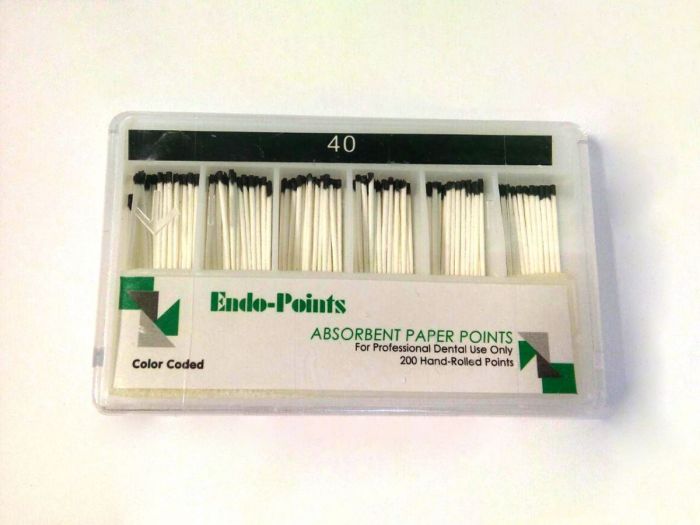 40
Endo-Points
ABSORBENT PAPER POINTS
For Professional Dental Use Only
200 Hand-Rolled Points
Color Coded